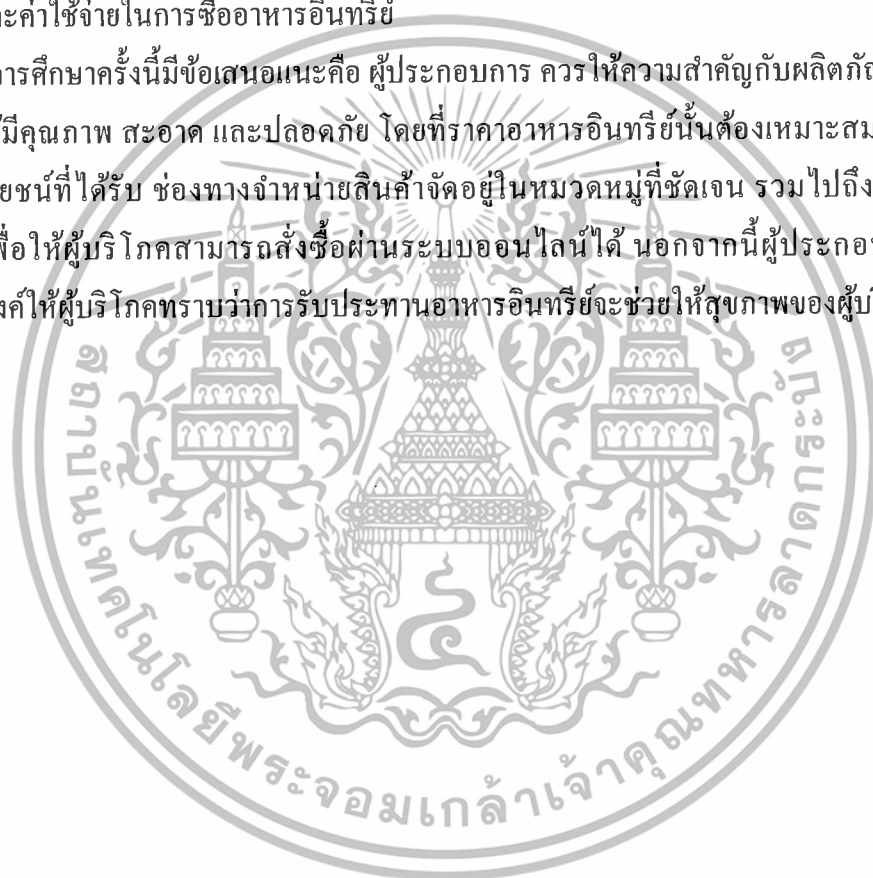 ะค่าใช้จ่ายในการซื้ออาหารอินทรีย์
การศึกษาครั้งนี้มีข้อเสนอแนะคือ ผู้ประกอบการ ควรให้ความสำคัญกับผลิตภัณ
มีคุณภาพ สะอาด และปลอดภัย โดยที่ราคาอาหารอินทรีย์นั้นต้องเหมาะสม
ยชน์ที่ได้รับ ช่องทางจำหน่ายสินค้าจัดอยู่ในหมวดหมู่ที่ชัดเจน รวมไปถึง
พื่อให้ผู้บริโภคสามารถสั่งซื้อผ่านระบบออนไลน์ได้ นอกจากนี้ผู้ประกอบ
งค์ให้ผู้บริโภคทราบว่าการรับประทานอาหารอินทรีย์จะช่วยให้สุขภาพของผู้บริ
สถาบันเทคโนโลยีพระจอมเกล้าเจ้าคุณทหารลาดกระบัง
๔